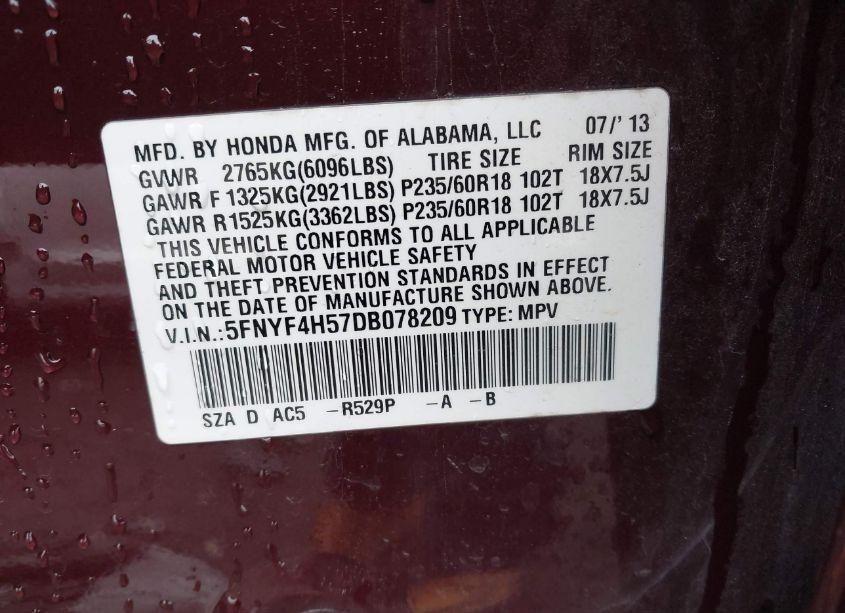 MFD. BY HONDA MFG. OF ALABAMA, LLC 07/' 13
GVWR 2765KG(6096LBS) TIRE SIZE RIM SIZE
GAWR F 1325KG(2921LBS) P235/60R18 102T 18X7.5J
GAWR R1525KG(3362LBS) P235/60R18 102T 18X7.5J
THIS VEHICLE CONFORMS TO ALL APPLICABLE
FEDERAL MOTOR VEHICLE SAFETY
AND THEFT PREVENTION STANDARDS IN EFFECT
ON THE DATE OF MANUFACTURE SHOWN ABOVE.
V.I.N.:5FNYF4H57DB078209 TYPE: MPV
SZA D AC5 -R529P -A -B